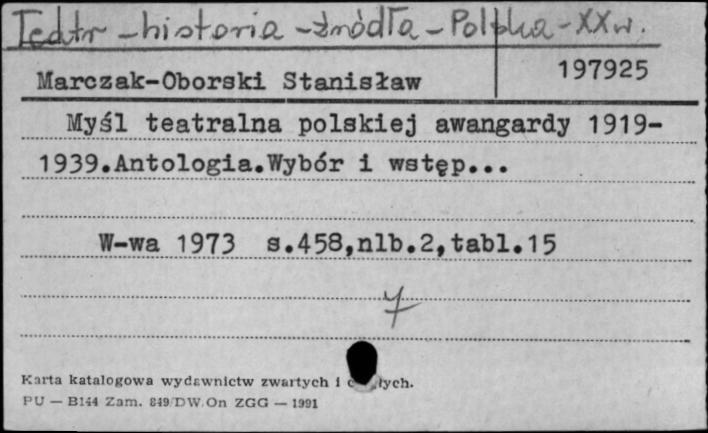 Teatr - historia - źródła - Polska - XX w.
Marczak-Oborski Stanisław
197925
Myśl teatralna polskiej awangardy 1919-
1939.Antologia.Wybór i wstęp...
W-wa 1973 s.458,nlb.2,tabl.15
Karta katalogowa wydawnictw zwartych i
PU — B144 Zam. 849/DW.On ZGG — 1991